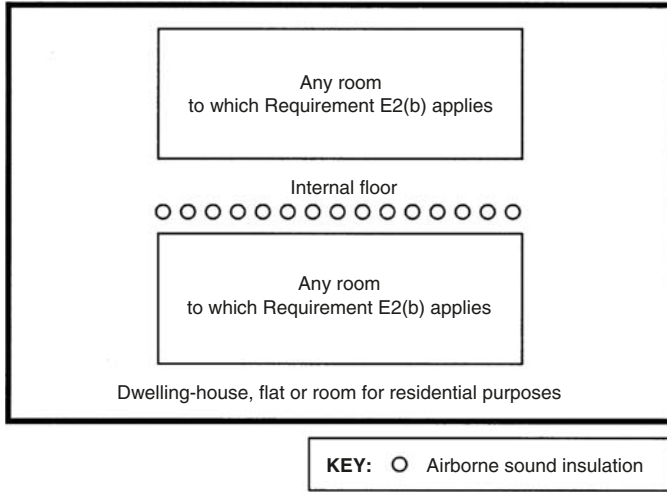 Any room
to which Requirement E2(b) applies
Internal floor
Any room
to which Requirement E2(b) applies
Dwelling-house, flat or room for residential purposes
KEY: Airborne sound insulation